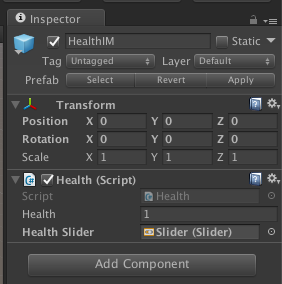 Inspector
HealthIM Static
Tag Untagged Layer Default
Prefab Select Revert Apply
Transform
Position X 0 Y 0 Z 0
Rotation X 0 Y 0 Z 0
Scale X 1 Y 1 Z 1
Health (Script)
Script Health
Health 1
Health Slider Slider (Slider)
Add Component